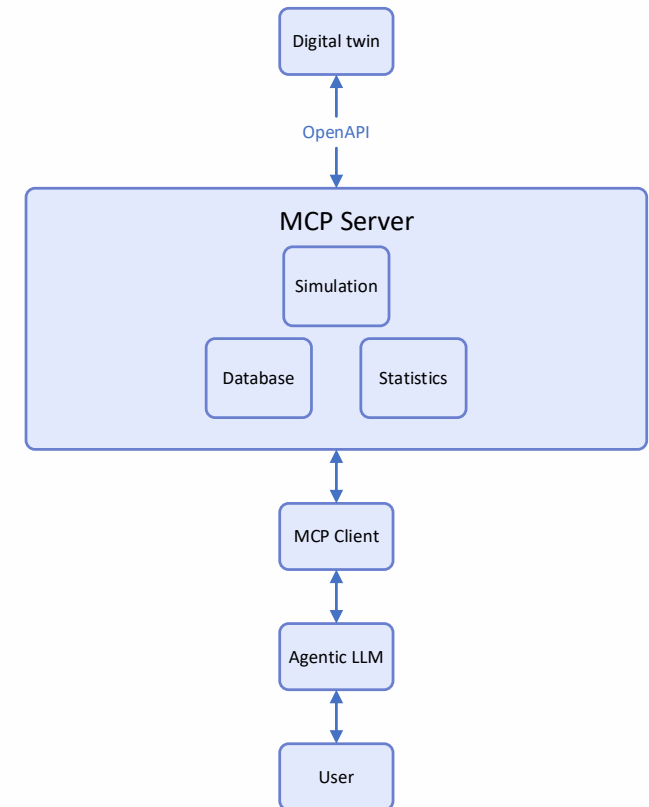 Digital twin
OpenAPI
MCP Server
Simulation
Database
Statistics
MCP Client
Agentic LLM
User